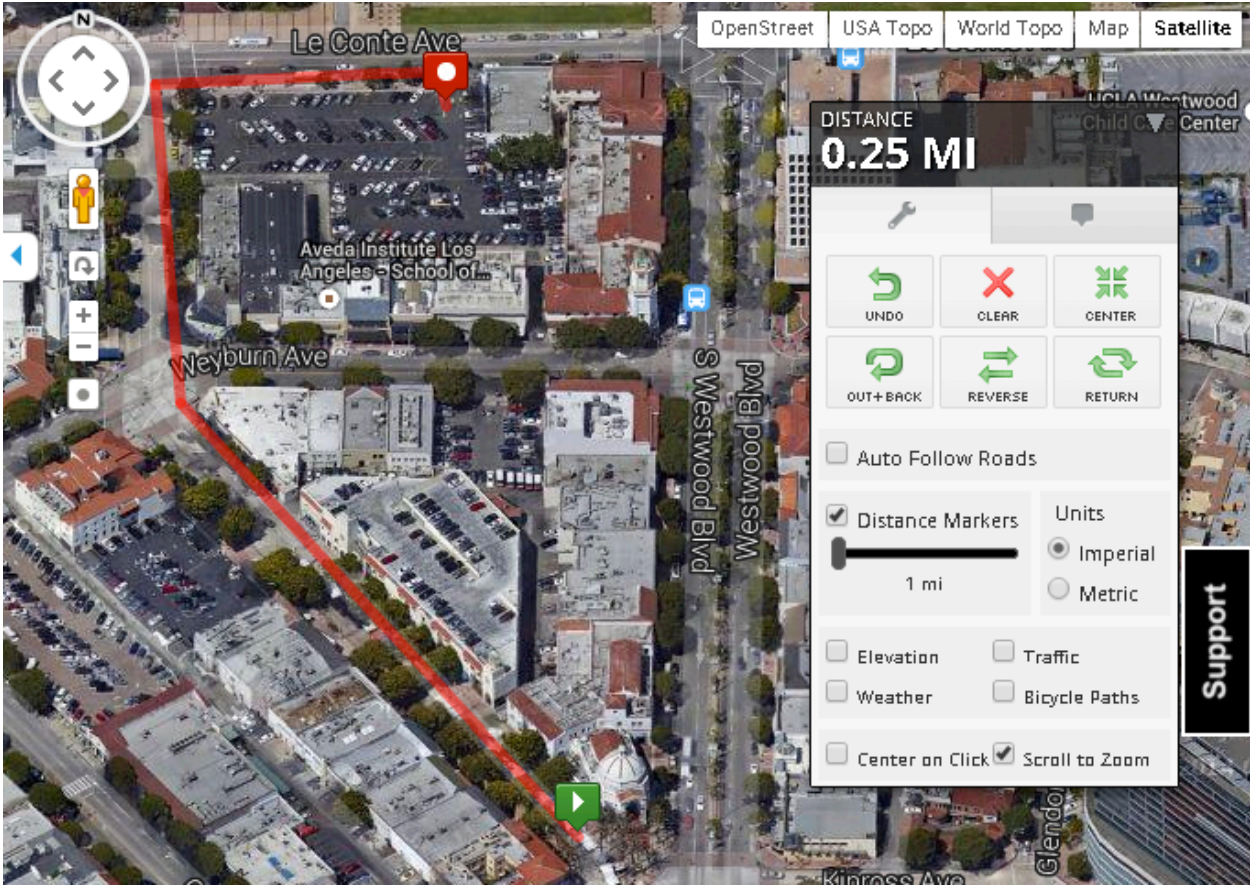 N
Le Conte Ave
OpenStreet
USA Topo
World Topo
Map
Satellite
UCLA Westwood
Child Care Center
DISTANCE
0.25 MI
Aveda Institute Los
Angeles - School of...
UNDO
CLEAR
CENTER
Weyburn Ave
OUT+BACK
REVERSE
RETURN
S Westwood Blvd
Westwood Blvd
Auto Follow Roads
Distance Markers
1 mi
Units
Imperial
Metric
Support
Elevation
Traffic
Weather
Bicycle Paths
Center on Click
Scroll to Zoom
Kinross Ave